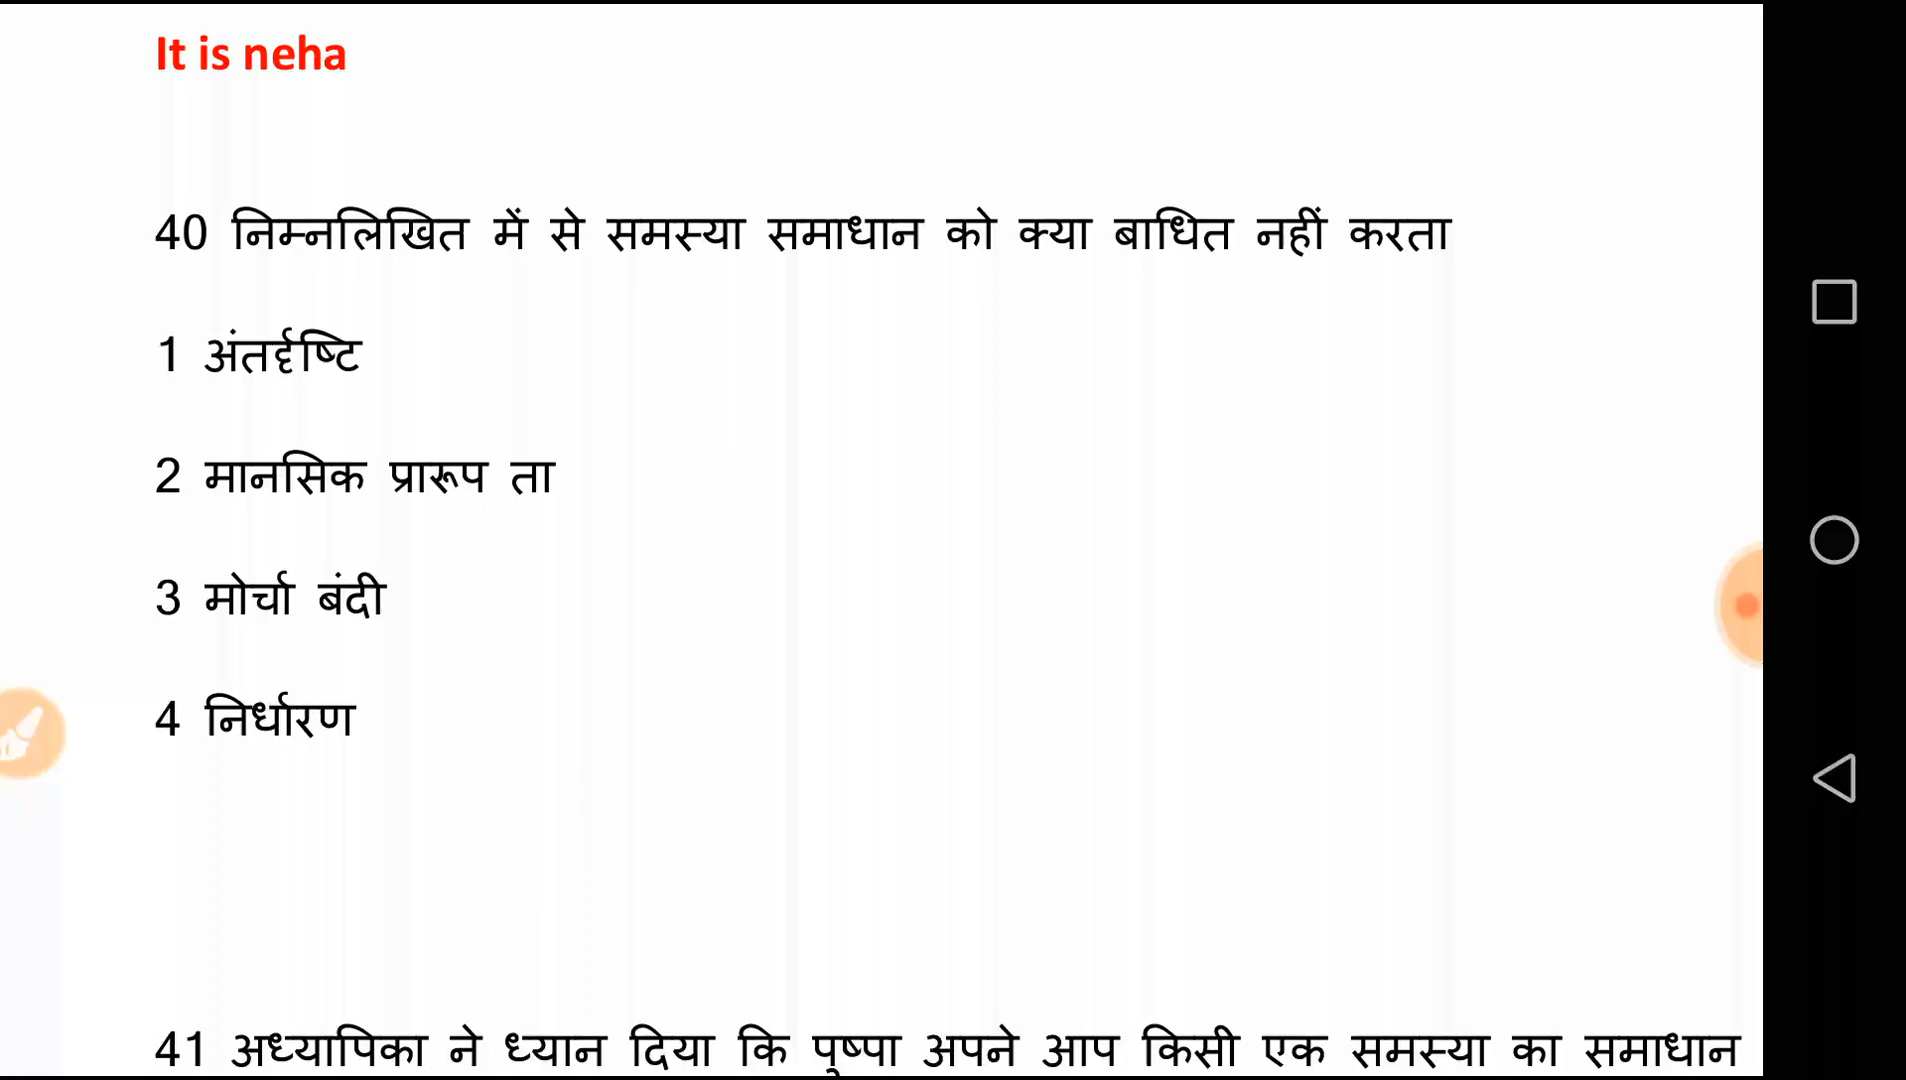 It is neha
40 निम्नलिखित में से समस्या समाधान को क्या बाधित नहीं करता
1 अंतर्दृष्टि
2 मानसिक प्रारूप ता
3 मोर्चा बंदी
4 निर्धारण
41 अध्यापिका ने ध्यान दिया कि पुष्पा अपने आप किसी एक समस्या का समाधान